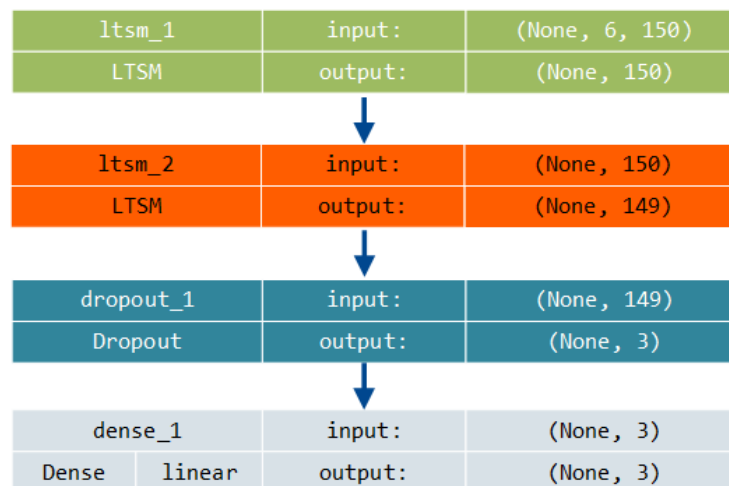 ltsm_1 input: (None, 6, 150)
LTSM output: (None, 150)
ltsm_2 input: (None, 150)
LTSM output: (None, 149)
dropout_1 input: (None, 149)
Dropout output: (None, 3)
dense_1 input: (None, 3)
Dense linear output: (None, 3)